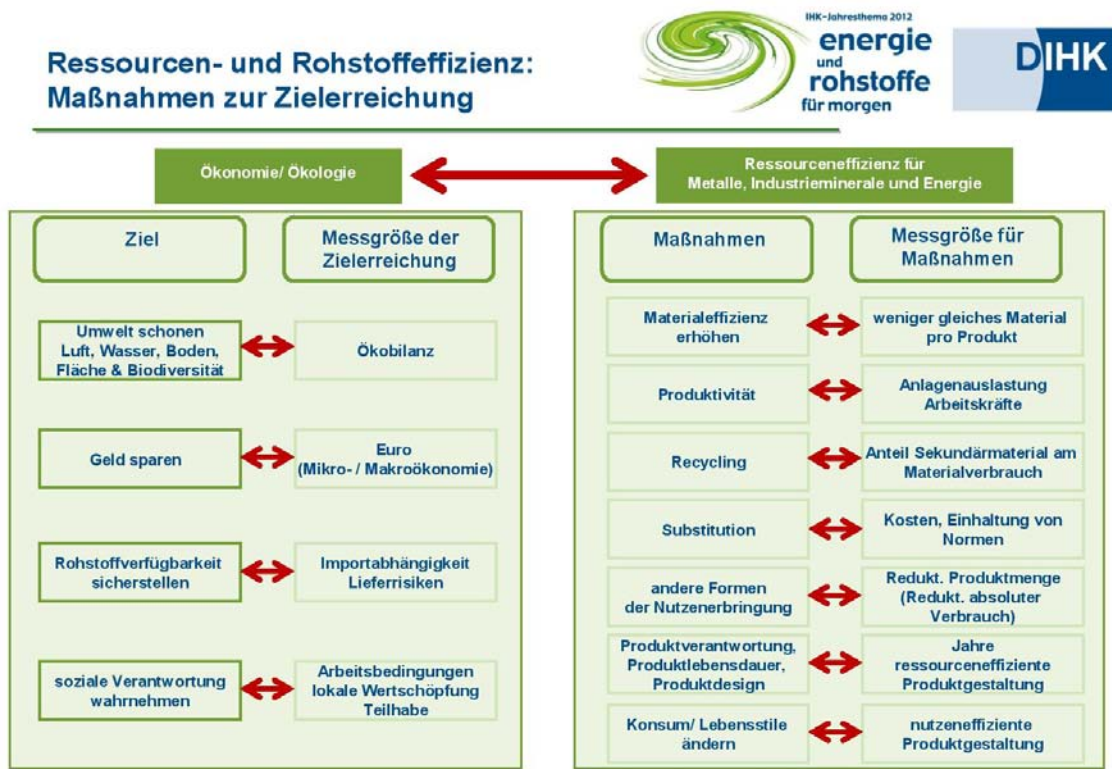 Ressourcen- und Rohstoffeffizienz:
Maßnahmen zur Zielerreichung
IHK-Jahresthema 2012
energie
und
rohstoffe
für morgen
DIHK
Ökonomie/ Ökologie
Ressourceneffizienz für
Metalle, Industrieminerale und Energie
Ziel
Messgröße der
Zielerreichung
Umwelt schonen
Luft, Wasser, Boden,
Fläche & Biodiversität
Ökobilanz
Geld sparen
Euro
(Mikro- / Makroökonomie)
Rohstoffverfügbarkeit
sicherstellen
Importabhängigkeit
Lieferrisiken
soziale Verantwortung
wahrnehmen
Arbeitsbedingungen
lokale Wertschöpfung
Teilhabe
Maßnahmen
Messgröße für
Maßnahmen
Materialeffizienz
erhöhen
weniger gleiches Material
pro Produkt
Produktivität
Anlagenauslastung
Arbeitskräfte
Recycling
Anteil Sekundärmaterial am
Materialverbrauch
Substitution
Kosten, Einhaltung von
Normen
andere Formen
der Nutzenerbringung
Redukt. Produktmenge
(Redukt. absoluter
Verbrauch)
Produktverantwortung,
Produktlebensdauer,
Produktdesign
Jahre
ressourceneffiziente
Produktgestaltung
Konsum/ Lebensstile
ändern
nutzeneffiziente
Produktgestaltung